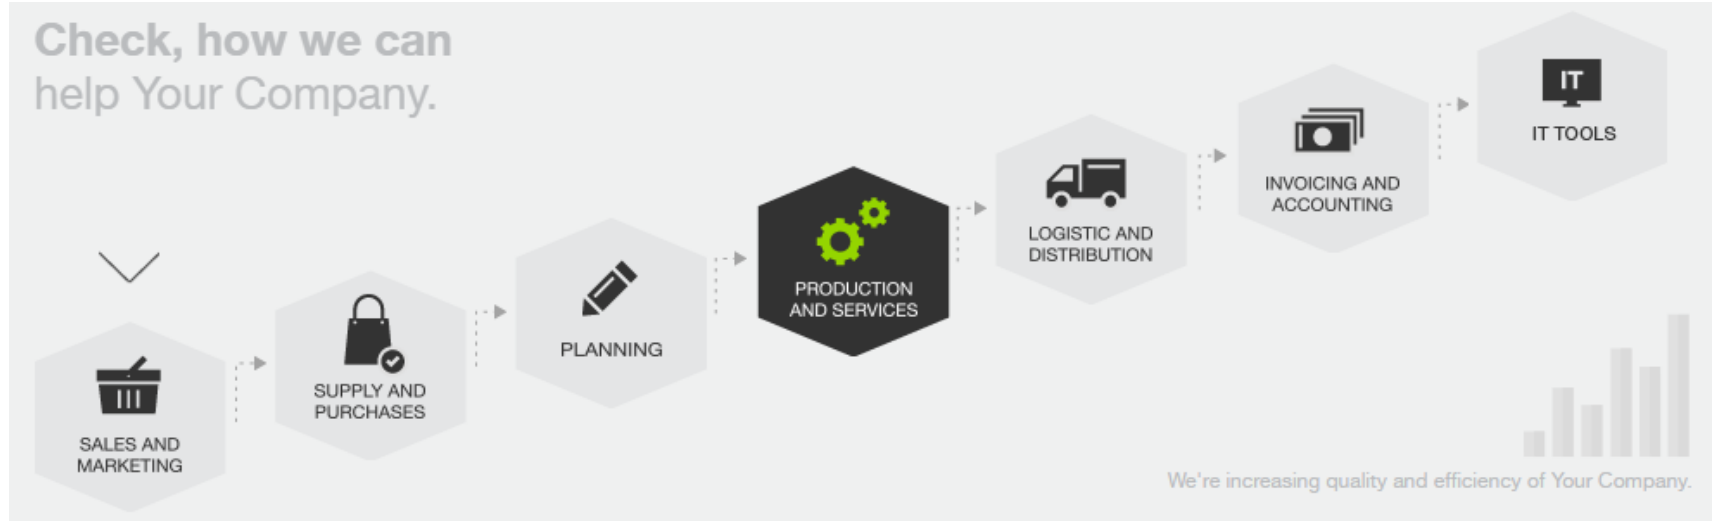 Check, how we can
help Your Company.
SALES AND
MARKETING
SUPPLY AND
PURCHASES
PLANNING
PRODUCTION
AND SERVICES
LOGISTIC AND
DISTRIBUTION
INVOICING AND
ACCOUNTING
IT
IT TOOLS
We're increasing quality and efficiency of Your Company.